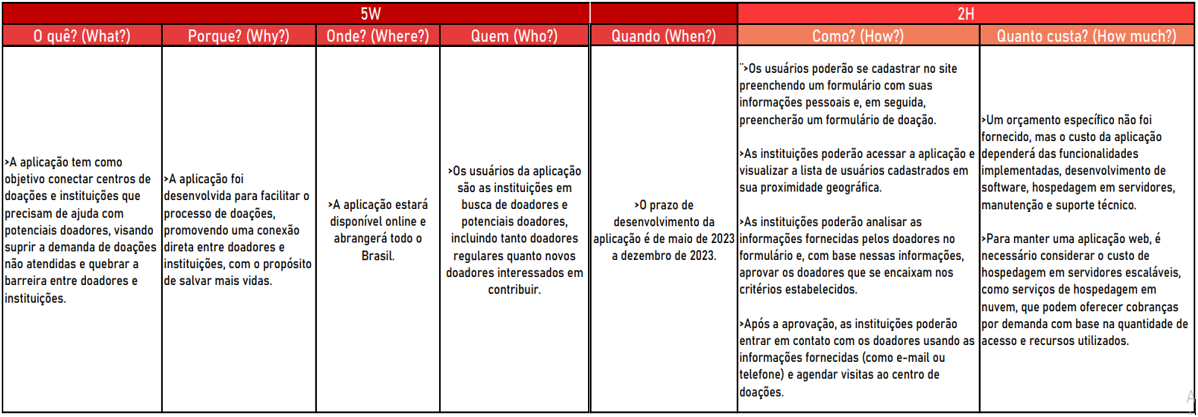 5W
2H
O quê? (What?)
Porque? (Why?)
Onde? (Where?)
Quem (Who?)
Quando (When?)
Como? (How?)
Quanto custa? (How much?)
>A aplicação tem como
objetivo conectar centros de
doações e instituições que
precisam de ajuda com
potenciais doadores, visando
suprir a demanda de doações
não atendidas e quebrar a
barreira entre doadores e
instituições.
>A aplicação foi
desenvolvida para facilitar o
processo de doações,
promovendo uma conexão
direta entre doadores e
instituições, com o propósito
de salvar mais vidas.
>A aplicação estará
disponível online e
abrangerá todo o
Brasil.
>Os usuários da aplicação
são as instituições em
busca de doadores e
potenciais doadores,
incluindo tanto doadores
regulares quanto novos
doadores interessados em
contribuir.
>O prazo de
desenvolvimento da
aplicação é de maio de 2023
a dezembro de 2023.
¨>Os usuários poderão se cadastrar no site
preenchendo um formulário com suas
informações pessoais e, em seguida,
preencherão um formulário de doação.
>As instituições poderão acessar a aplicação e
visualizar a lista de usuários cadastrados em
sua proximidade geográfica.
>As instituições poderão analisar as
informações fornecidas pelos doadores no
formulário e, com base nessas informações,
aprovar os doadores que se encaixam nos
critérios estabelecidos.
>Após a aprovação, as instituições poderão
entrar em contato com os doadores usando as
informações fornecidas (como e-mail ou
telefone) e agendar visitas ao centro de
doações.
>Um orçamento específico não foi
fornecido, mas o custo da aplicação
dependerá das funcionalidades
implementadas, desenvolvimento de
software, hospedagem em servidores,
manutenção e suporte técnico.
>Para manter uma aplicação web, é
necessário considerar o custo de
hospedagem em servidores escaláveis,
como serviços de hospedagem em
nuvem, que podem oferecer cobranças
por demanda com base na quantidade de
acesso e recursos utilizados.